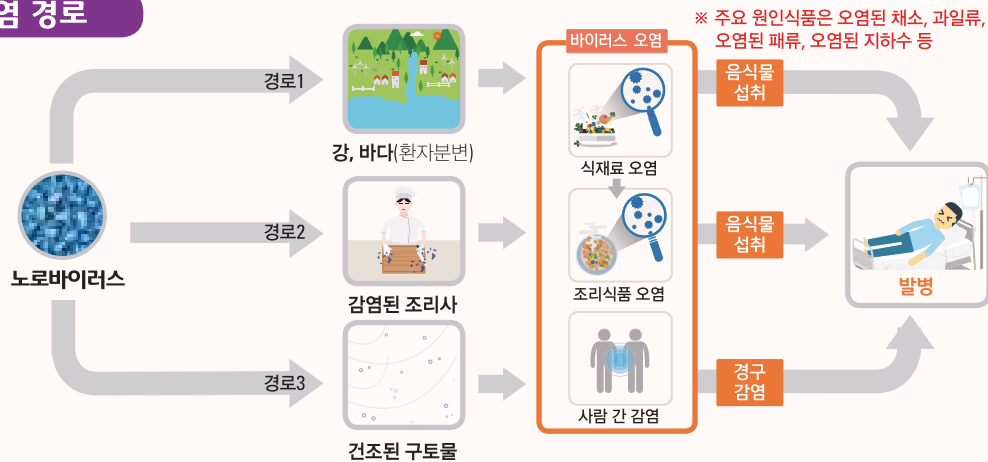 염 경로
※ 주요 원인식품은 오염된 채소, 과일류,
오염된 패류, 오염된 지하수 등
노로바이러스
경로1
강, 바다(환자분변)
경로2
감염된 조리사
경로3
건조된 구토물
바이러스 오염
식재료 오염
조리식품 오염
사람 간 감염
음식물
섭취
음식물
섭취
경구
감염
발병